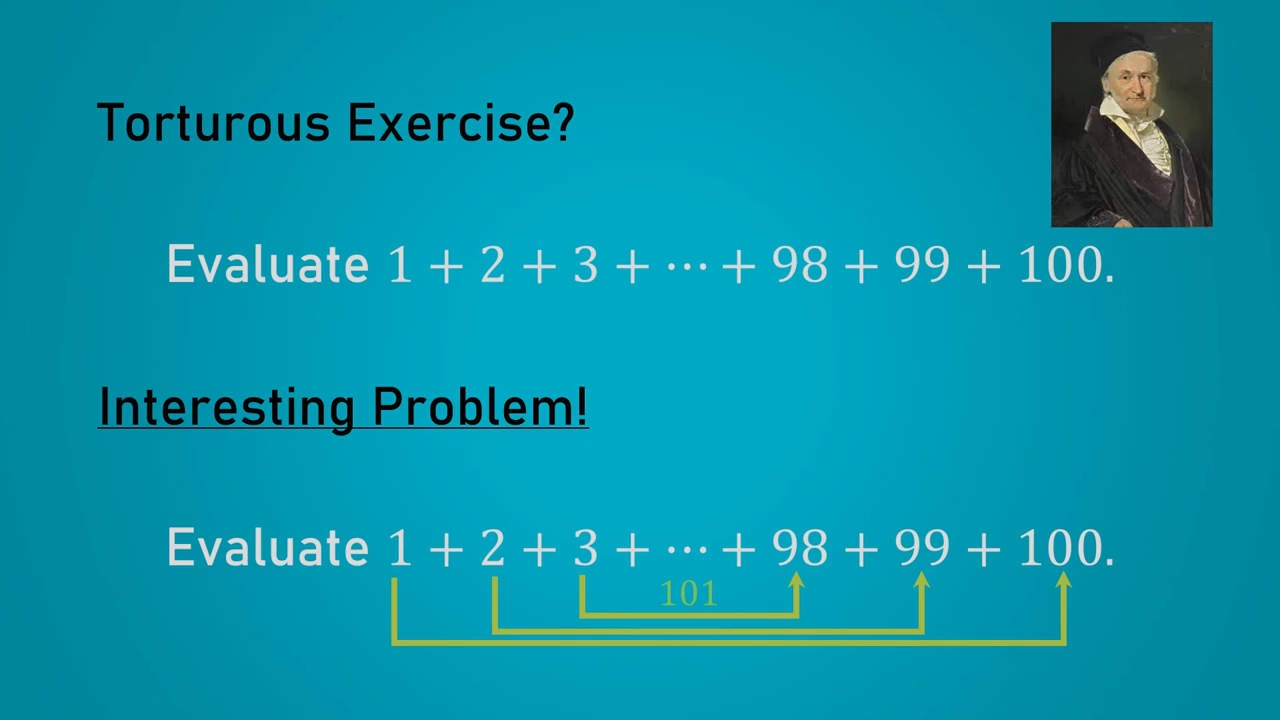 Torturous Exercise?
Evaluate 1 + 2 + 3 + ⋯ + 98 + 99 + 100.
Interesting Problem!
Evaluate 1 + 2 + 3 + ⋯ + 98 + 99 + 100.
101